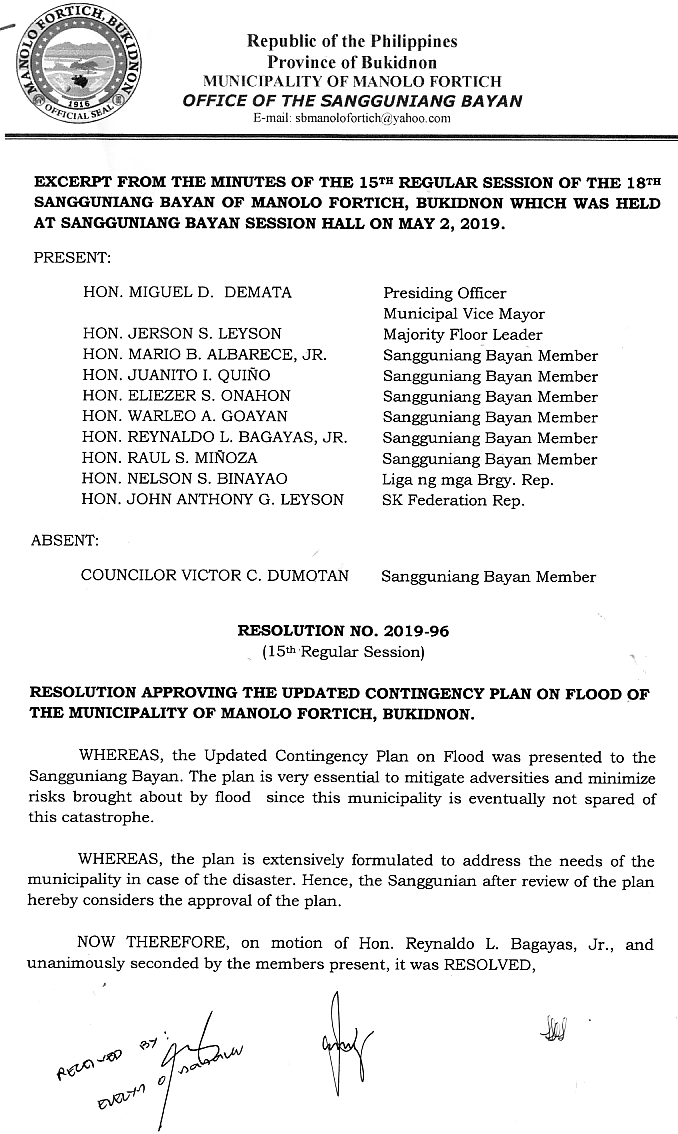 MANOLO FORTICH, BUKIDNON
1916
OFFICIAL SEAL
Republic of the Philippines
Province of Bukidnon
MUNICIPALITY OF MANOLO FORTICH
OFFICE OF THE SANGGUNIANG BAYAN
E-mail: sbmanolofortich@yahoo.com
EXCERPT FROM THE MINUTES OF THE 15TH REGULAR SESSION OF THE 18TH
SANGGUNIANG BAYAN OF MANOLO FORTICH, BUKIDNON WHICH WAS HELD
AT SANGGUNIANG BAYAN SESSION HALL ON MAY 2, 2019.
PRESENT:
HON. MIGUEL D. DEMATA Presiding Officer
Municipal Vice Mayor
HON. JERSON S. LEYSON Majority Floor Leader
HON. MARIO B. ALBARECE, JR. Sangguniang Bayan Member
HON. JUANITO I. QUIÑO Sangguniang Bayan Member
HON. ELIEZER S. ONAHON Sangguniang Bayan Member
HON. WARLEO A. GOAYAN Sangguniang Bayan Member
HON. REYNALDO L. BAGAYAS, JR. Sangguniang Bayan Member
HON. RAUL S. MIÑOZA Sangguniang Bayan Member
HON. NELSON S. BINAYAO Liga ng mga Brgy. Rep.
HON. JOHN ANTHONY G. LEYSON SK Federation Rep.
ABSENT:
COUNCILOR VICTOR C. DUMOTAN Sangguniang Bayan Member
RESOLUTION NO. 2019-96
(15th Regular Session)
RESOLUTION APPROVING THE UPDATED CONTINGENCY PLAN ON FLOOD OF
THE MUNICIPALITY OF MANOLO FORTICH, BUKIDNON.
WHEREAS, the Updated Contingency Plan on Flood was presented to the
Sangguniang Bayan. The plan is very essential to mitigate adversities and minimize
risks brought about by flood since this municipality is eventually not spared of
this catastrophe.
WHEREAS, the plan is extensively formulated to address the needs of the
municipality in case of the disaster. Hence, the Sanggunian after review of the plan
hereby considers the approval of the plan.
NOW THEREFORE, on motion of Hon. Reynaldo L. Bagayas, Jr., and
unanimously seconded by the members present, it was RESOLVED,
RECEIVED BY:
EVELYN